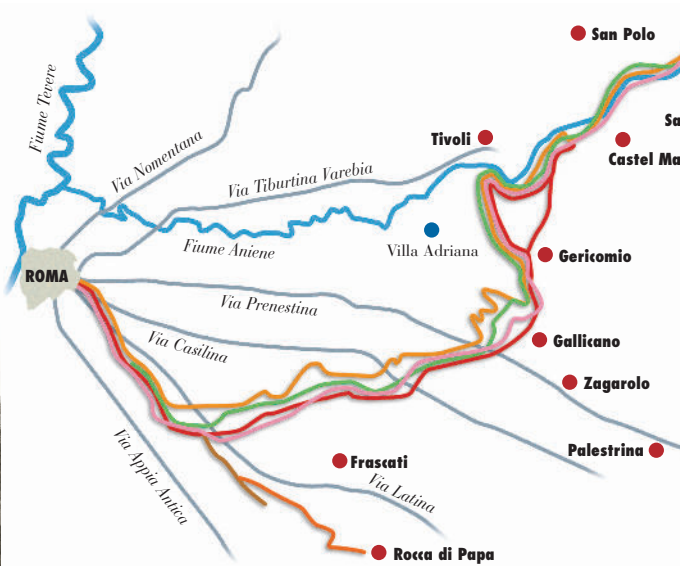 San Polo
Fiume Tevere
Via Nomentana
Tivoli
Sa
Castel Ma
Via Tiburtina Varebia
Fiume Aniene
Villa Adriana
Gericomio
ROMA
Via Prenestina
Via Casilina
Gallicano
Zagarolo
Via Appia Antica
Frascati
Palestrina
Via Latina
Rocca di Papa